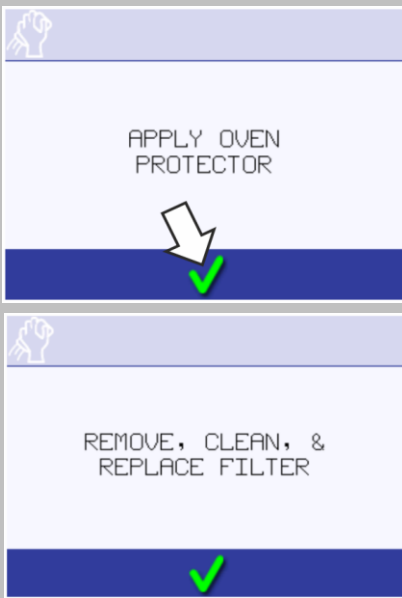 APPLY OVEN
PROTECTOR
REMOVE, CLEAN, &
REPLACE FILTER